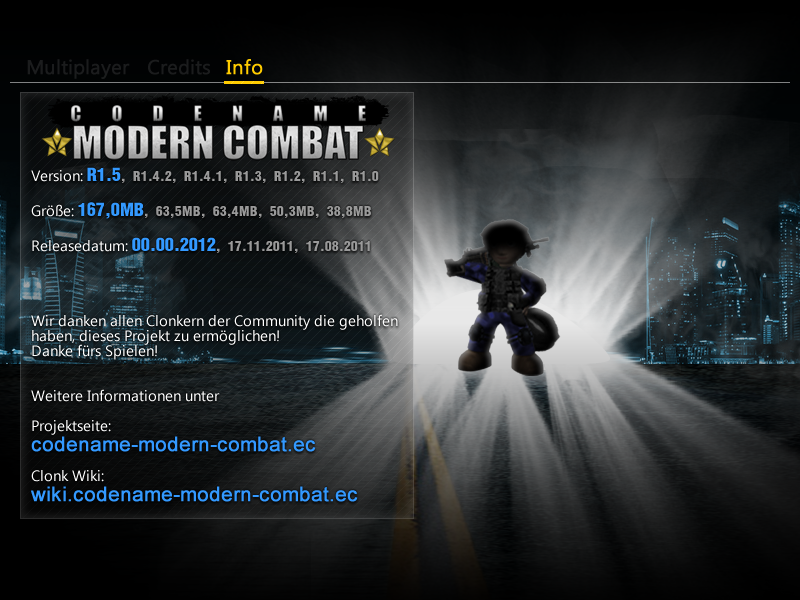 Multiplayer Credits Info
CODENAME
MODERN COMBAT
Version: R1.5, R1.4.2, R1.4.1, R1.3, R1.2, R1.1, R1.0
Größe: 167,0MB, 63,5MB, 63,4MB, 50,3MB, 38,8MB
Releasedatum: 00.00.2012, 17.11.2011, 17.08.2011
Wir danken allen Clonkern der Community die geholfen
haben, dieses Projekt zu ermöglichen!
Danke fürs Spielen!
Weitere Informationen unter
Projektseite:
codename-modern-combat.ec
Clonk Wiki:
wiki.codename-modern-combat.ec